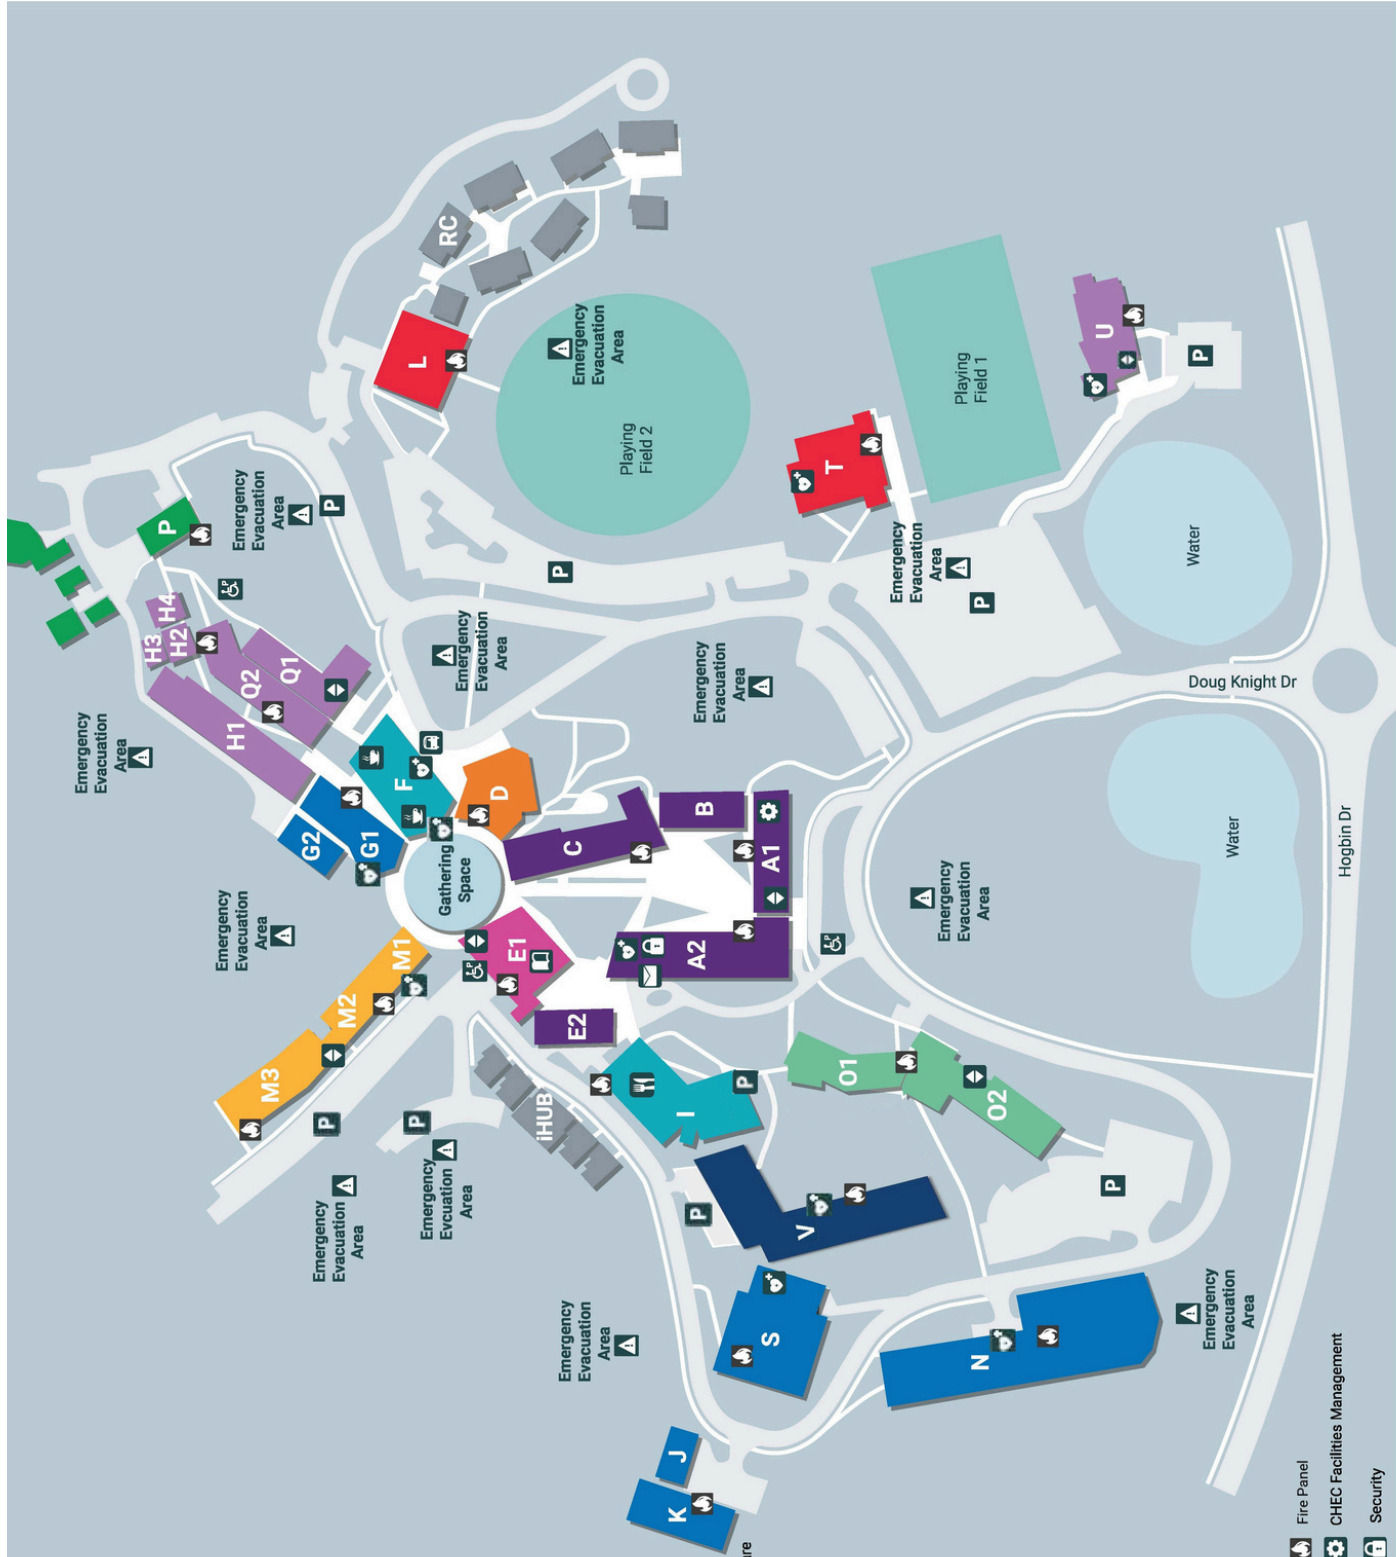 Emergency
Evacuation
Area
H3
H2
H4
P
Emergency
Evacuation
Area
P
Emergency
Evacuation
Area
H1
Q2
Q1
P
M3
M2
M1
G2
G1
F
P
P
Emergency
Evacuation
Area
P
Emergency
Evcuation
Area
Gathering
Space
L
RC
Emergency
Evacuation
Area
P
E1
D
iHUB
E2
C
P
Emergency
Evacuation
Area
Playing
Field 2
Emergency
Evacuation
Area
K
J
I
A2
B
Emergency
Evacuation
Area
P
P
are
S
V
A1
P
T
O1
Emergency
Evacuation
Area
P
Playing
Field 1
Emergency
Evacuation
Area
N
O2
P
U
P
Water
Water
Doug Knight Dr
Emergency
Evacuation
Area
Hogbin Dr
Fire Panel
CHEC Facilities Management
Security